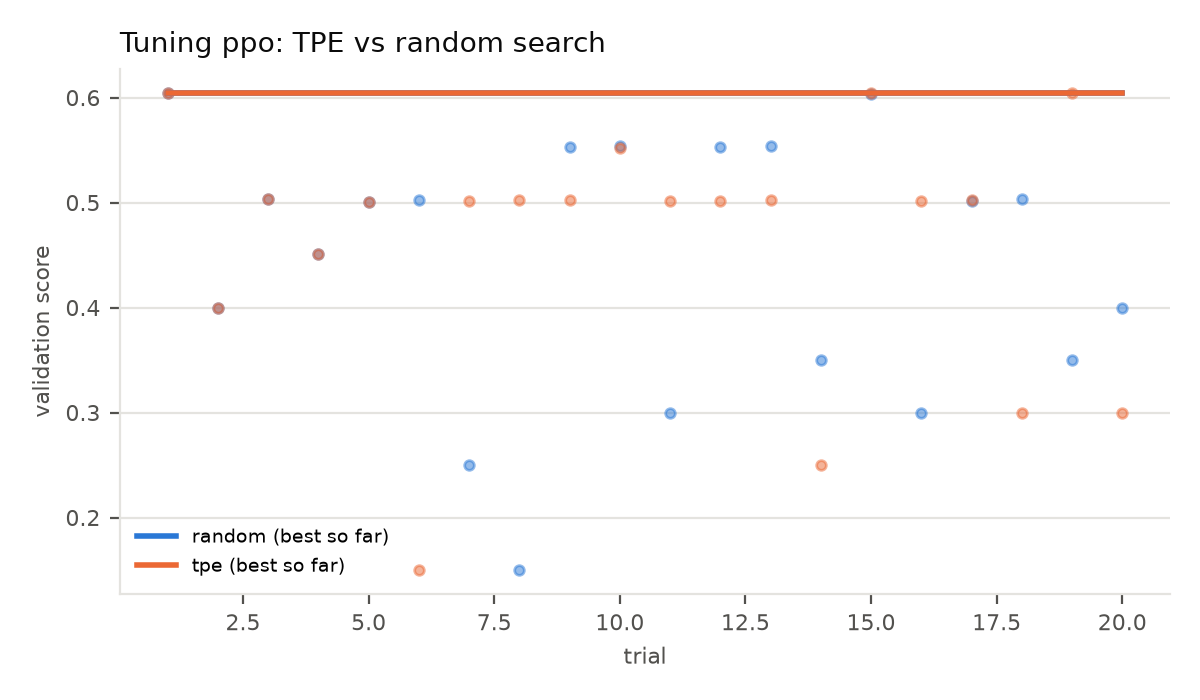 Tuning ppo: TPE vs random search
validation score
0.6
0.5
0.4
0.3
0.2
random (best so far)
tpe (best so far)
2.5 5.0 7.5 10.0 12.5 15.0 17.5 20.0
trial